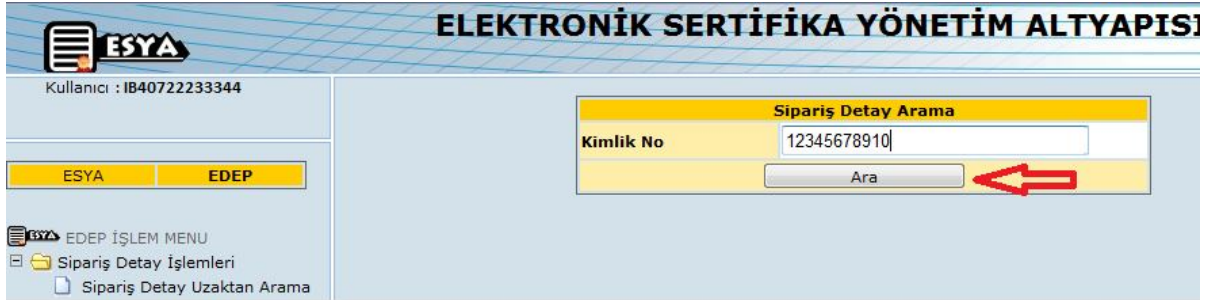 ESYA
ELEKTRONİK SERTİFİKA YÖNETİM ALTYAPISI
Kullanıcı : IB40722233344
Sipariş Detay Arama
Kimlik No 12345678910
Ara
ESYA EDEP
ESYA EDEP İŞLEM MENU
Sipariş Detay İşlemleri
Sipariş Detay Uzaktan Arama